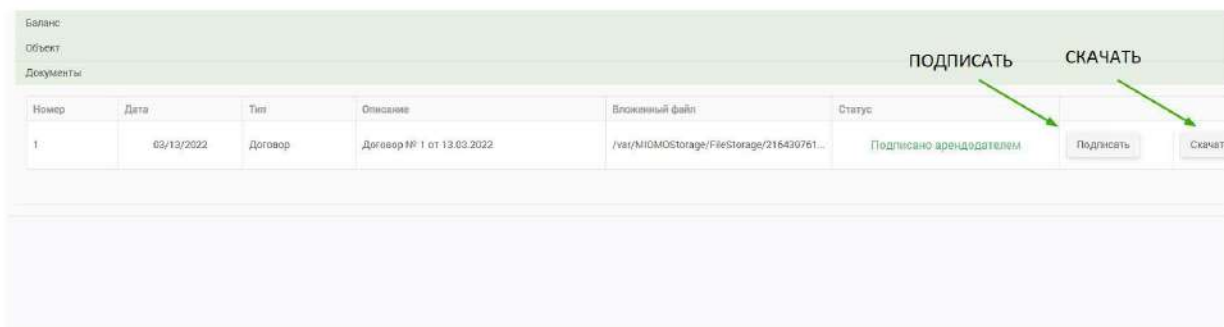 Баланс
Объект
Документы
ПОДПИСАТЬ СКАЧАТЬ
Номер Дата Тип Описание Вложенный файл Статус
1 03/13/2022 Договор Договор № 1 от 13.03.2022 /var/MIOMOStorage/FileStorage/216430761... Подписано арендодателем Подписать Скачат